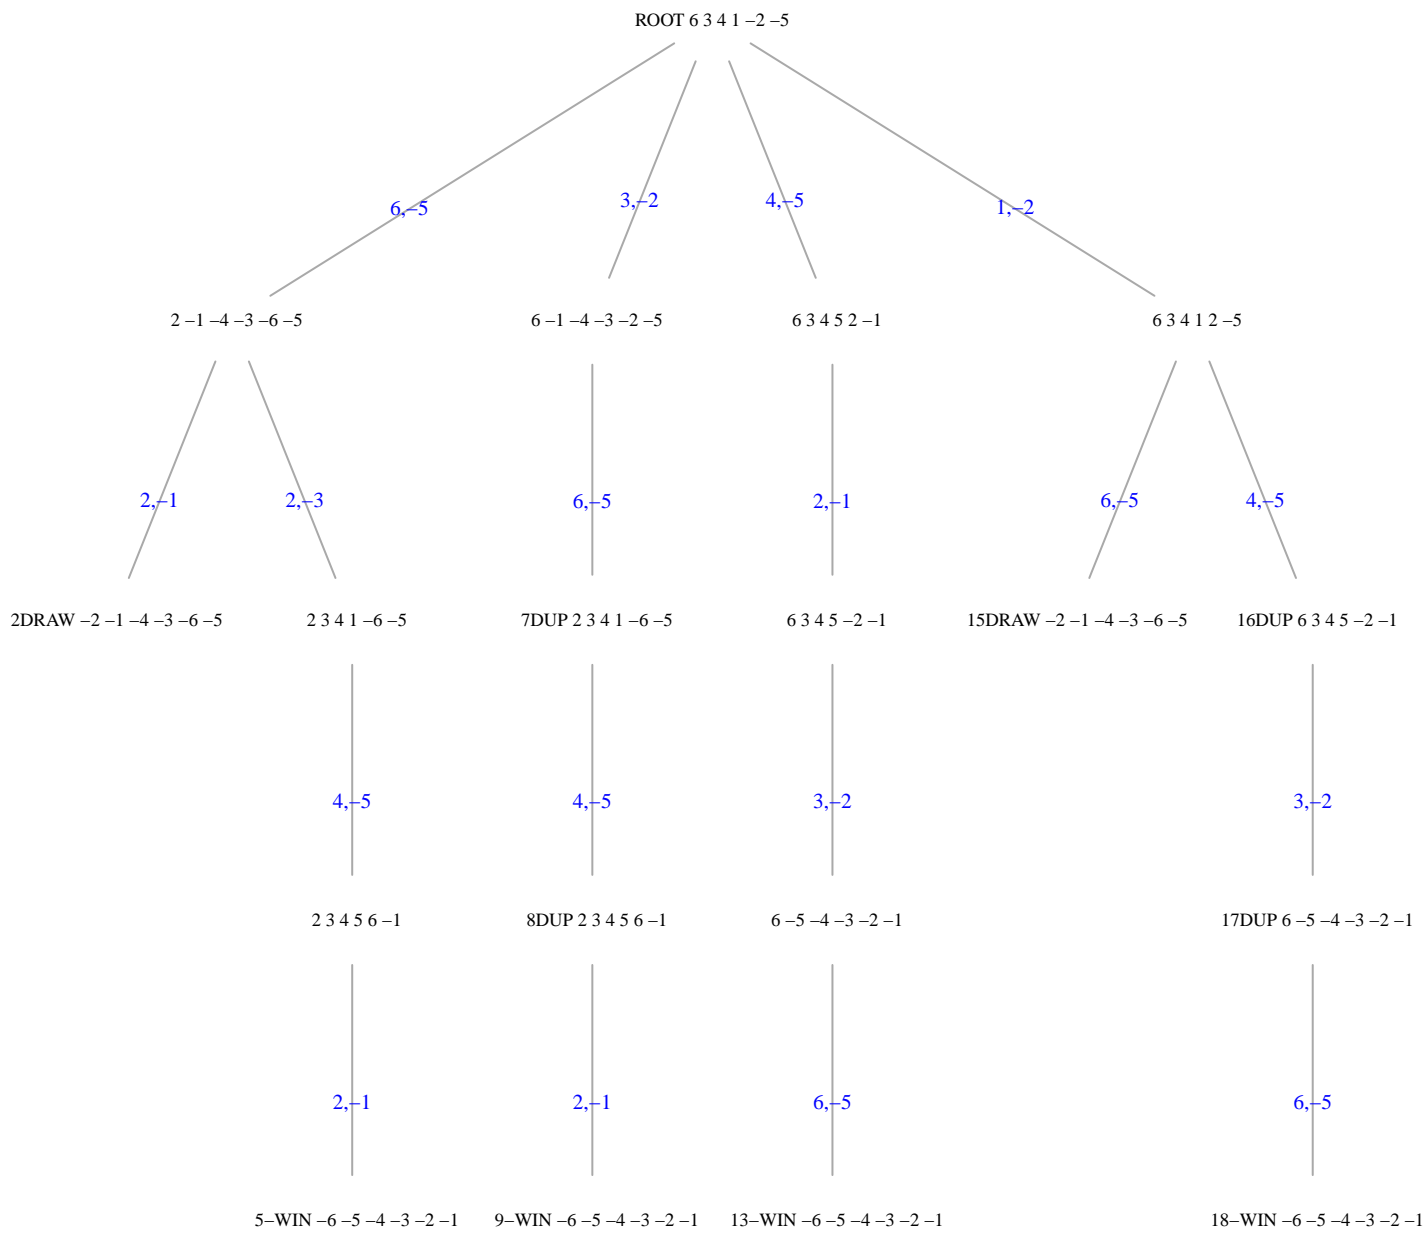 ROOT 6 3 4 1 –2 –5
6,–5
3,–2
4,–5
1,–2
2 –1 –4 –3 –6 –5
6 –1 –4 –3 –2 –5
6 3 4 5 2 –1
6 3 4 1 2 –5
2,–1
2,–3
6,–5
2,–1
6,–5
4,–5
2DRAW –2 –1 –4 –3 –6 –5
2 3 4 1 –6 –5
7DUP 2 3 4 1 –6 –5
6 3 4 5 –2 –1
15DRAW –2 –1 –4 –3 –6 –5
16DUP 6 3 4 5 –2 –1
4,–5
4,–5
3,–2
3,–2
2 3 4 5 6 –1
8DUP 2 3 4 5 6 –1
6 –5 –4 –3 –2 –1
17DUP 6 –5 –4 –3 –2 –1
2,–1
2,–1
6,–5
6,–5
5–WIN –6 –5 –4 –3 –2 –1
9–WIN –6 –5 –4 –3 –2 –1
13–WIN –6 –5 –4 –3 –2 –1
18–WIN –6 –5 –4 –3 –2 –1